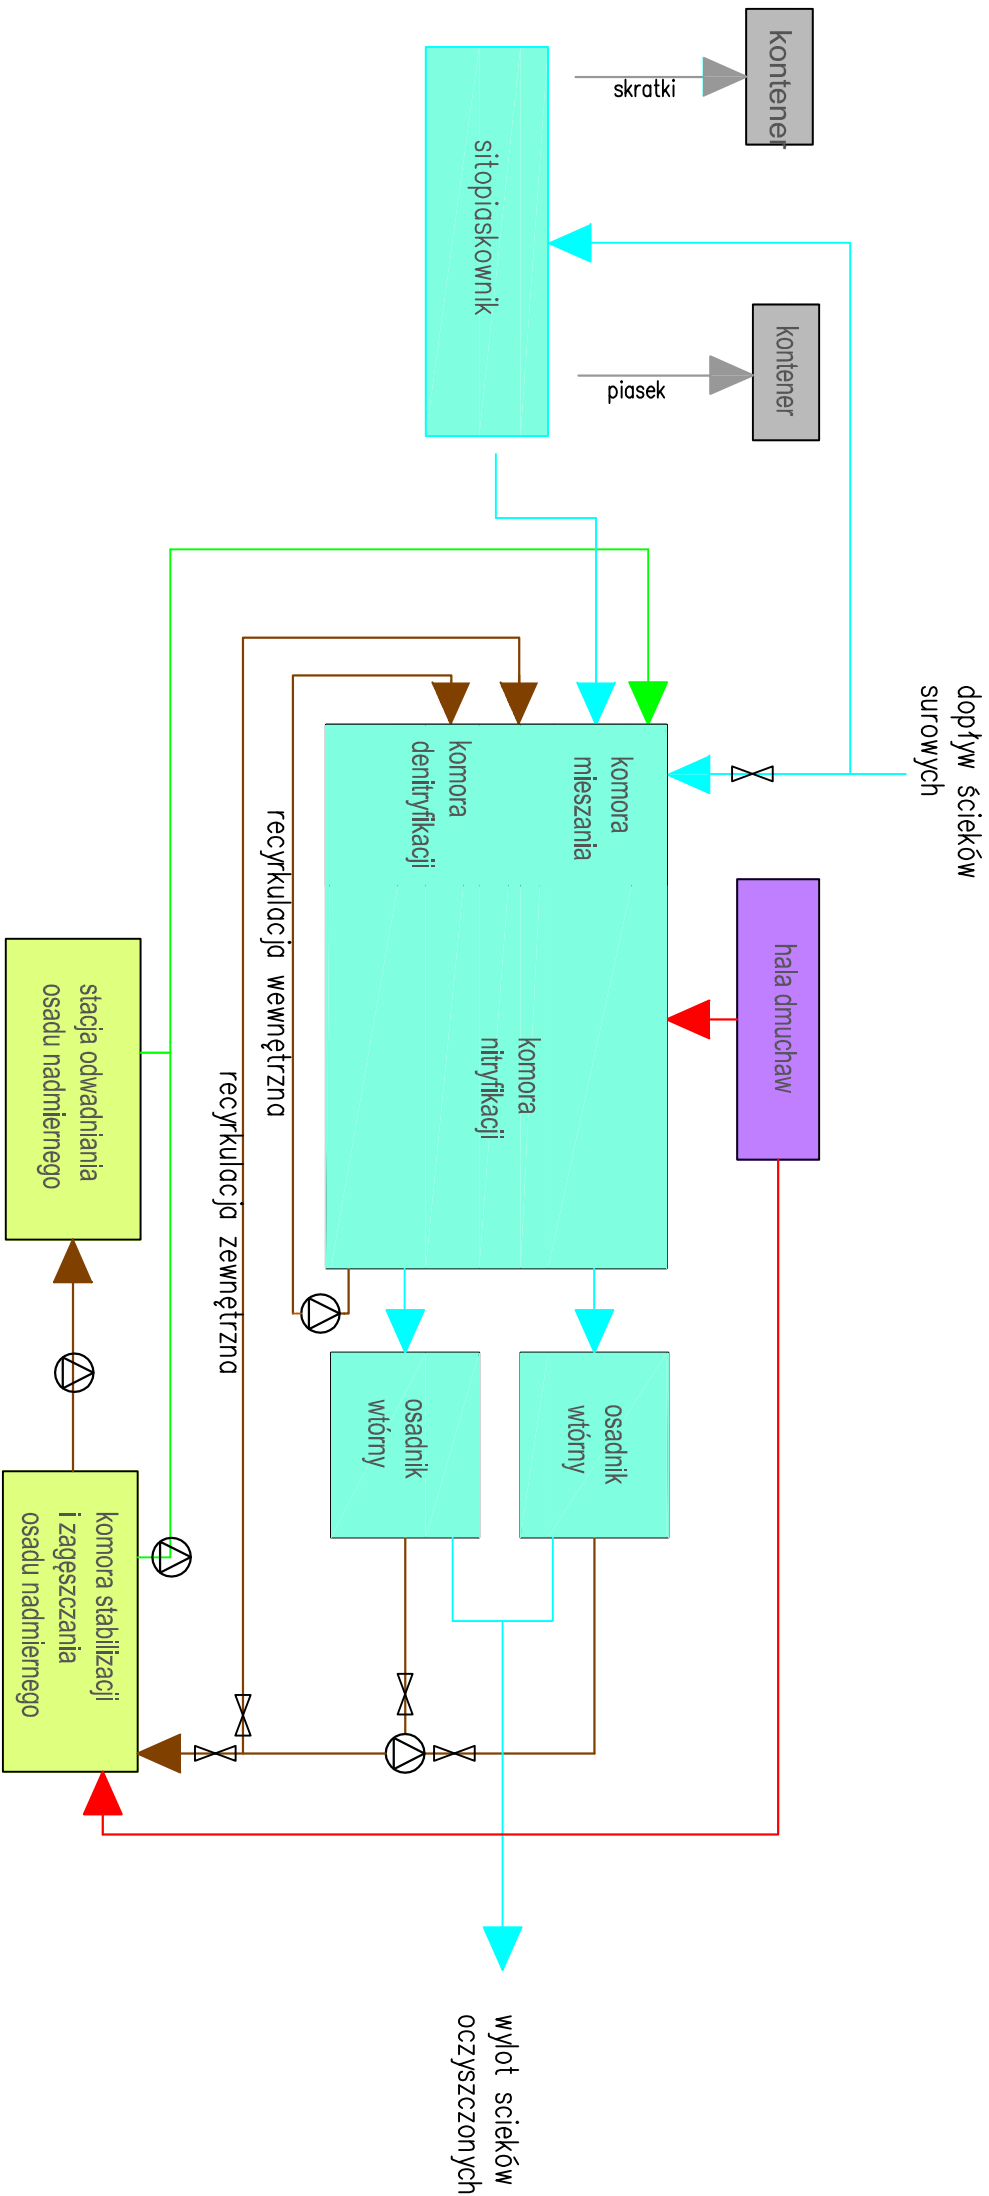 dopływ ścieków
surowych
kontener
kontener
skratki
piasek
sitopiaskownik
hala dmuchaw
komora
mieszania
komora
denitryfikacji
komora
nitryfikacji
osadnik
wtórny
osadnik
wtórny
wylot scieków
oczyszczonych
recyrkulacja wewnętrzna
recyrkulacja zewnętrzna
stacja odwadniania
osadu nadmiernego
komora stabilizacji
i zagęszczania
osadu nadmiernego